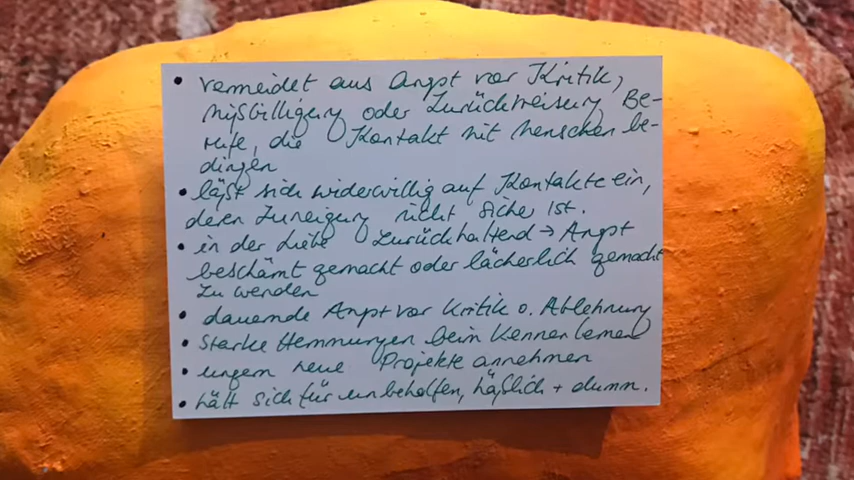 • vermeidet aus Angst vor Kritik,
Mißbilligung oder Zurückweisung Be-
rufe, die Kontakt mit Menschen be-
dingen
• läßt sich widerwillig auf Kontakte ein,
deren Zuneigung nicht sicher ist.
• in der Liebe zurückhaltend → Angst
beschämt gemacht oder lächerlich gemacht
zu werden
• dauernde Angst vor Kritik o. Ablehnung
• starke Hemmungen beim Kennenlernen
• ungern neue Projekte annehmen
• hält sich für unbeholfen, häßlich + dumm.